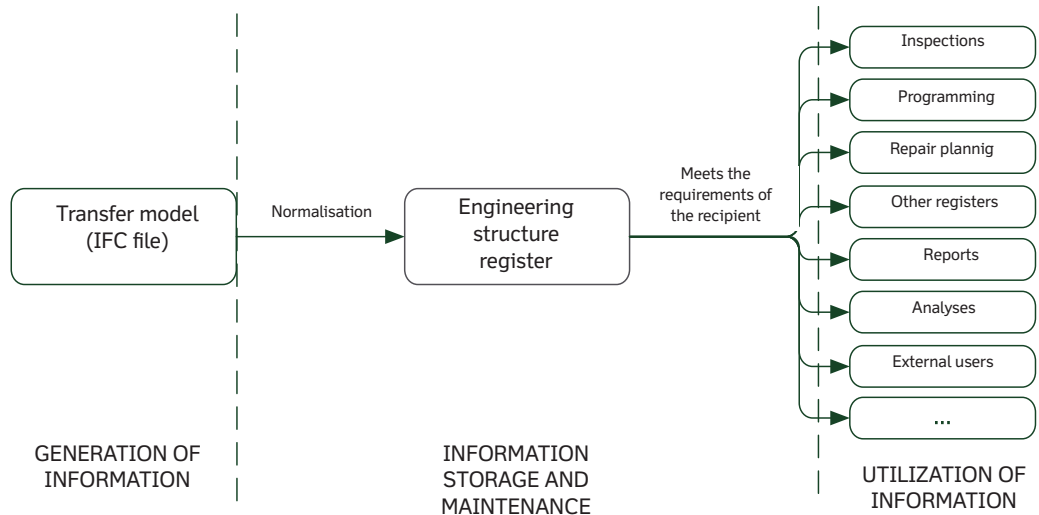 Inspections
Programming
Repair plannig
Other registers
Reports
Analyses
External users
...
Meets the
requirements of
the recipient
Transfer model
(IFC file)
Normalisation
Engineering
structure
register
GENERATION OF
INFORMATION
INFORMATION
STORAGE AND
MAINTENANCE
UTILIZATION OF
INFORMATION